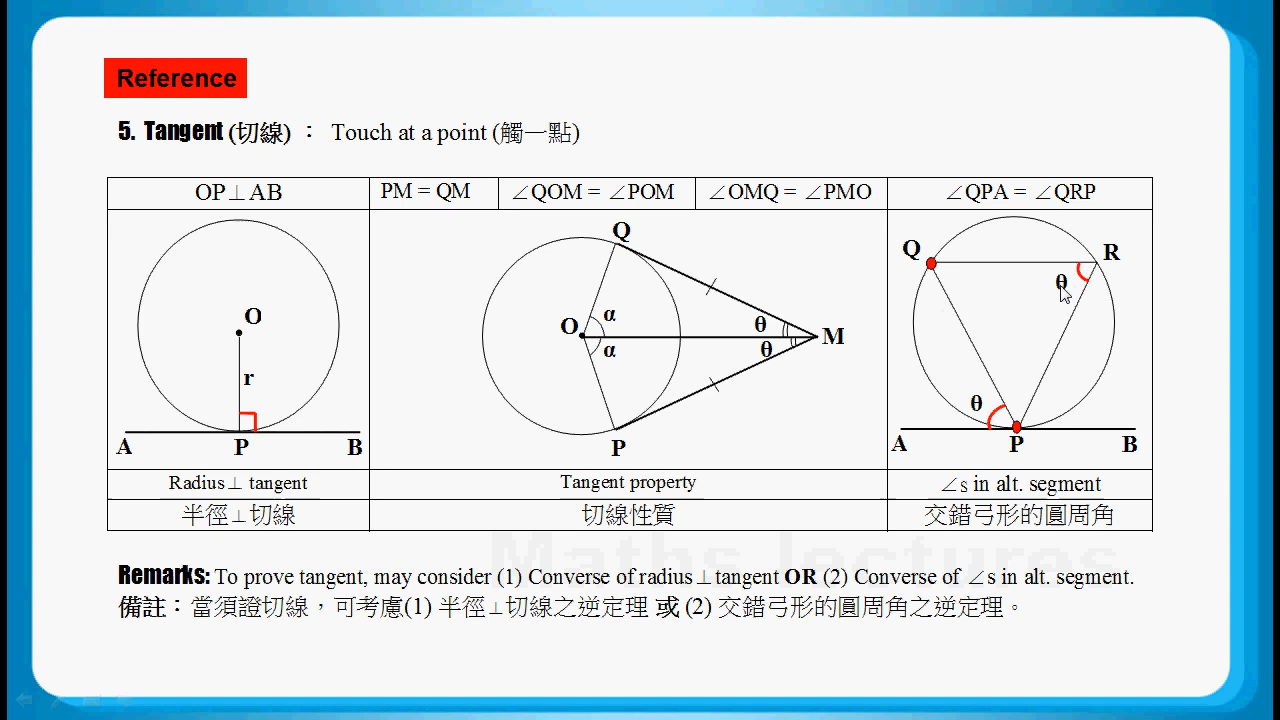 Reference
5. Tangent (切線) : Touch at a point (觸一點)
OP⊥AB
PM = QM
∠QOM = ∠POM
∠OMQ = ∠PMO
∠QPA = ∠QRP
O
r
A
P
B
Q
O
α
α
θ
θ
M
P
Q
R
θ
θ
A
P
B
Radius⊥ tangent
Tangent property
∠s in alt. segment
半徑⊥切線
切線性質
交錯弓形的圓周角
Maths lectures
Remarks: To prove tangent, may consider (1) Converse of radius⊥tangent OR (2) Converse of ∠s in alt. segment.
備註：當須證切線，可考慮(1) 半徑⊥切線之逆定理 或 (2) 交錯弓形的圓周角之逆定理。